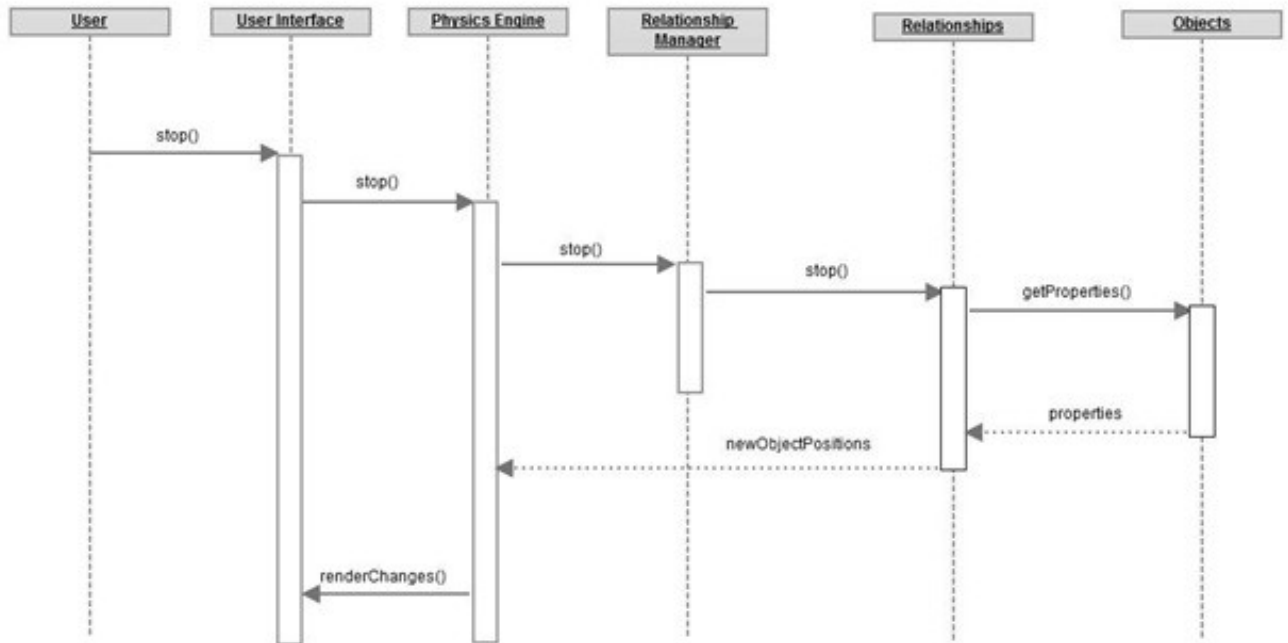 User
User Interface
Physics Engine
Relationship
Manager
Relationships
Objects
stop()
stop()
stop()
stop()
getProperties()
properties
newObjectPositions
renderChanges()